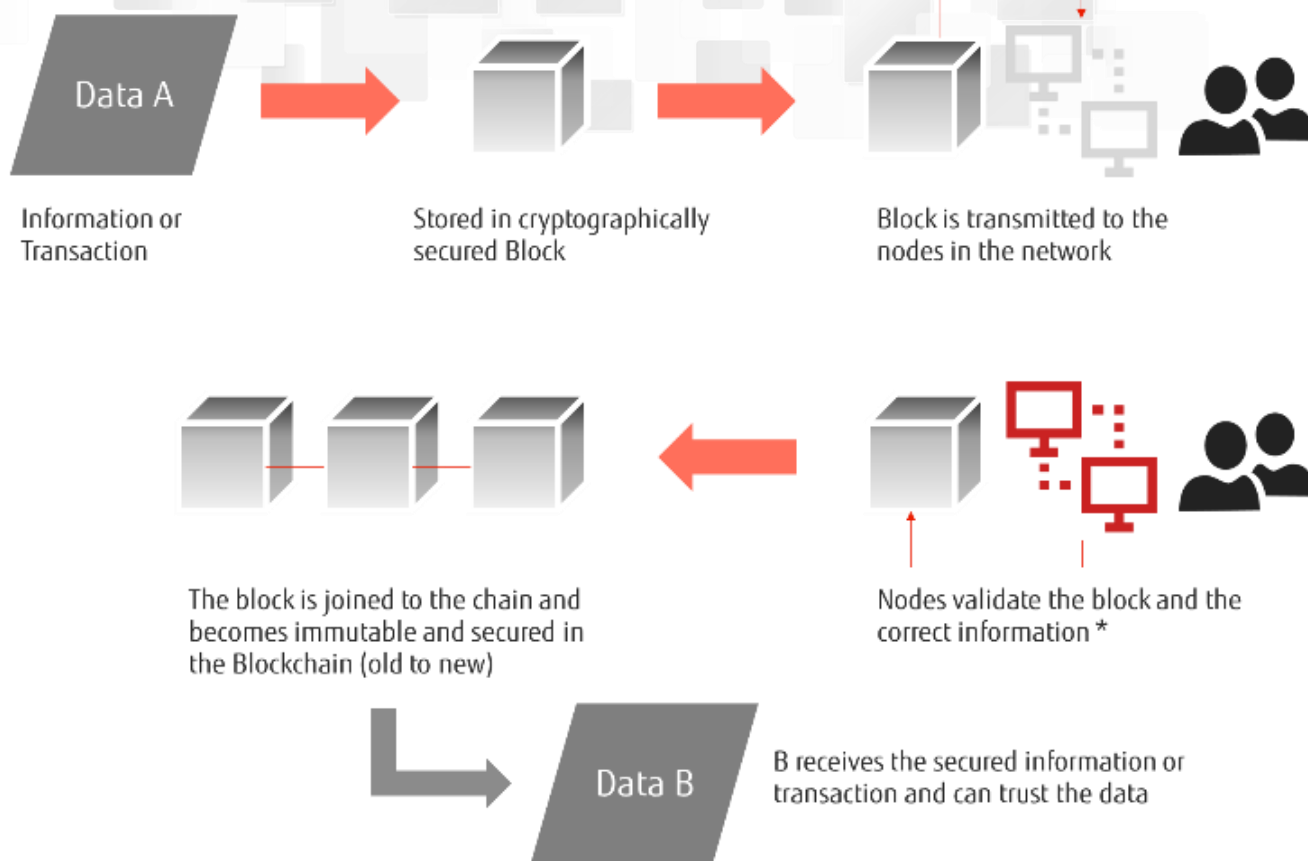 Data A
Information or
Transaction
Stored in cryptographically
secured Block
Block is transmitted to the
nodes in the network
The block is joined to the chain and
becomes immutable and secured in
the Blockchain (old to new)
Nodes validate the block and the
correct information *
Data B
B receives the secured information or
transaction and can trust the data